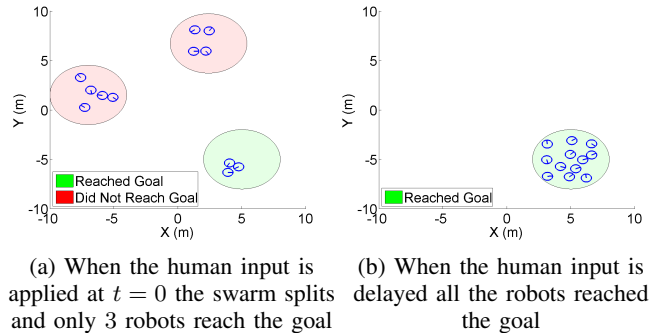 10
5
0
-5
-10
Y (m)
-10
-5
0
5
10
X (m)
Reached Goal
Did Not Reach Goal
10
5
0
-5
-10
Y (m)
-10
-5
0
5
10
X (m)
Reached Goal
(a) When the human input is
applied at t = 0 the swarm splits
and only 3 robots reach the goal
(b) When the human input is
delayed all the robots reached
the goal